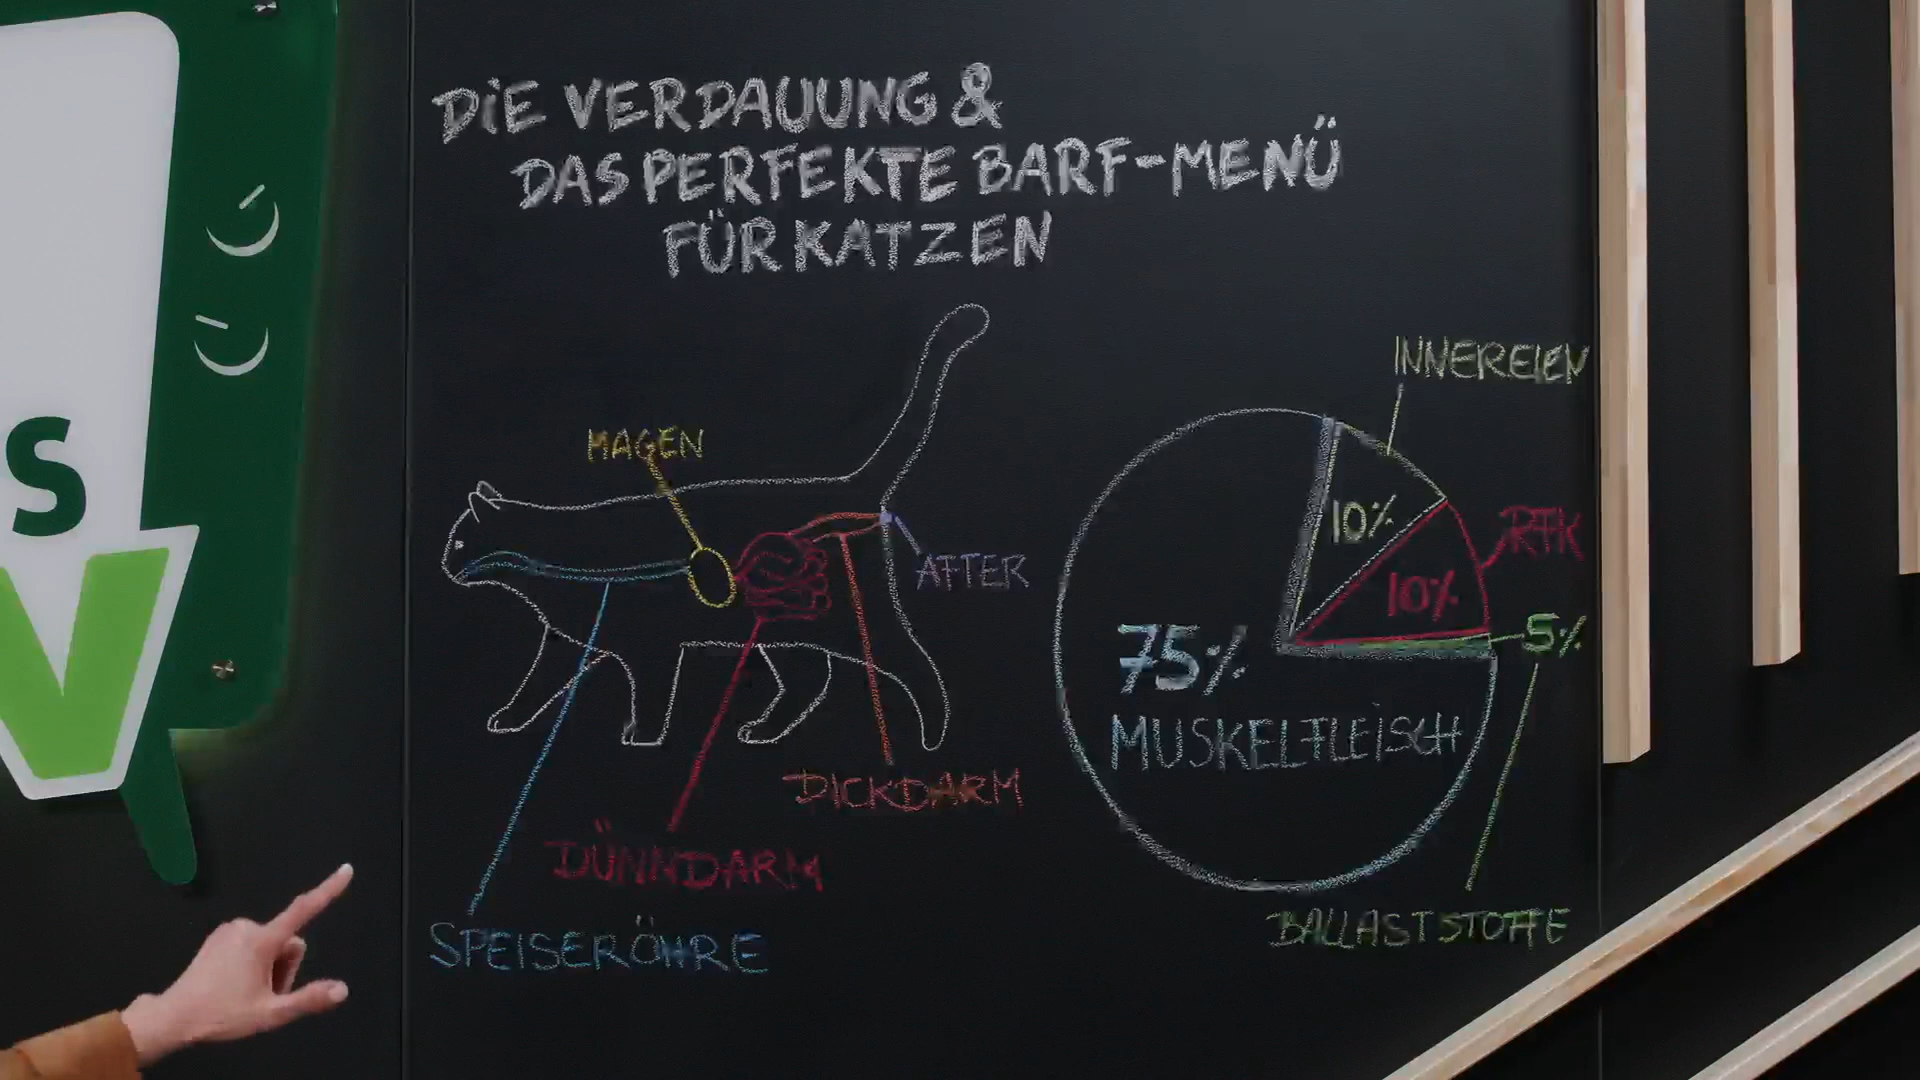 DIE VERDAUUNG &
DAS PERFEKTE BARF-MENÜ
FÜR KATZEN
INNEREIEN
MAGEN
10%
RFK
AFTER
10%
5%
75%
MUSKELFLEISCH
DICKDARM
DÜNNDARM
SPEISERÖHRE
BALLASTSTOFFE
S
V